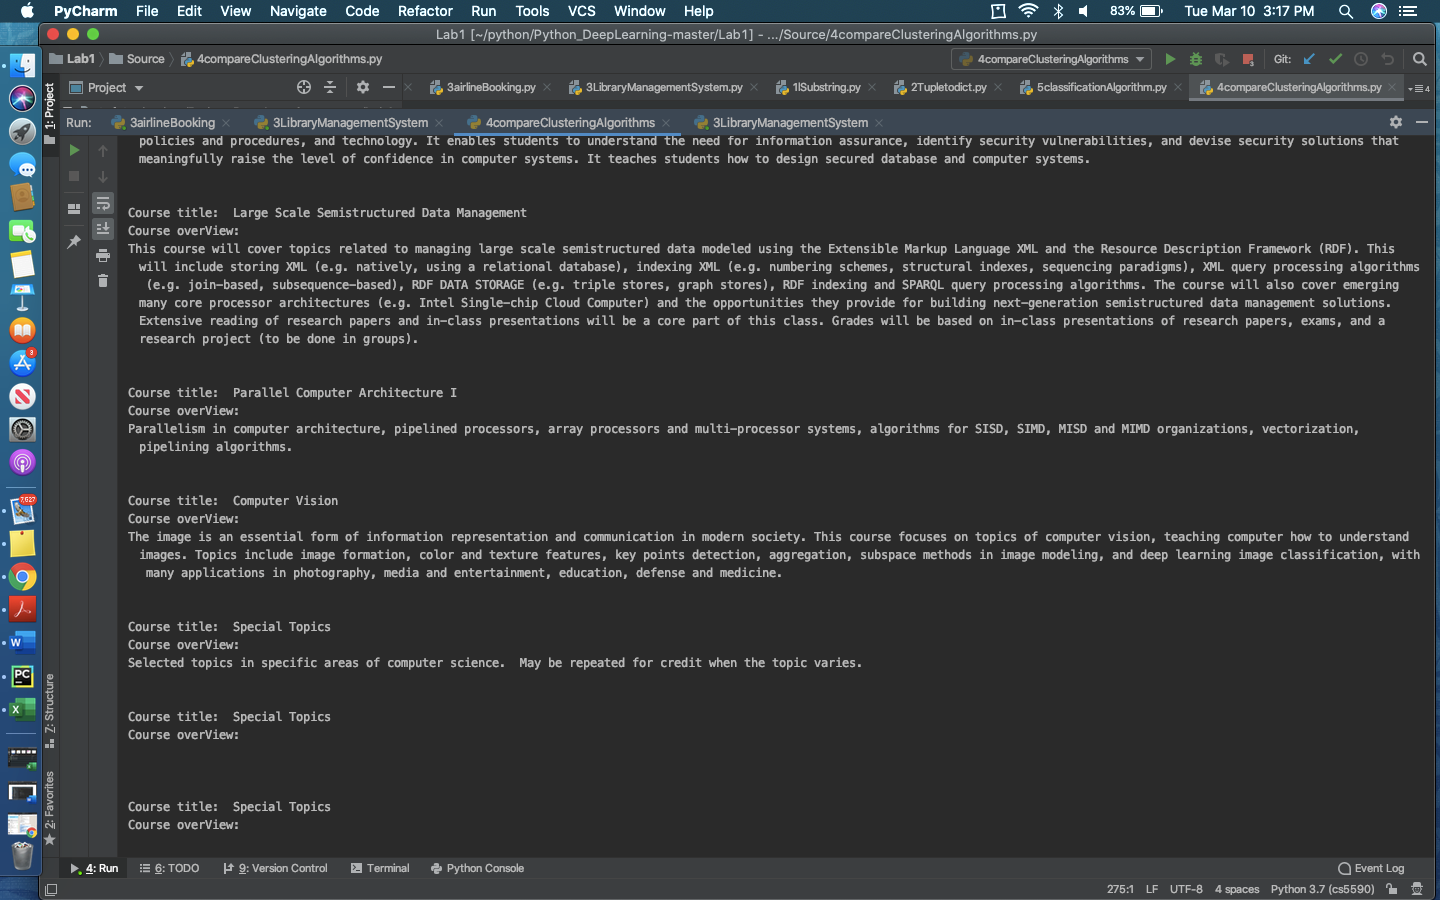 PyCharm File Edit View Navigate Code Refactor Run Tools VCS Window Help 83% Tue Mar 10 3:17 PM
Lab1 [~/python/Python_DeepLearning-master/Lab1] - .../Source/4compareClusteringAlgorithms.py
Lab1 Source 4compareClusteringAlgorithms.py 4compareClusteringAlgorithms Git:
1: Project
Project 3airlineBooking.py 3LibraryManagementSystem.py 1ISubstring.py 2Tupletodict.py 5classificationAlgorithm.py 4compareClusteringAlgorithms.py 4
Run: 3airlineBooking 3LibraryManagementSystem 4compareClusteringAlgorithms 3LibraryManagementSystem
policies and procedures, and technology. It enables students to understand the need for information assurance, identify security vulnerabilities, and devise security solutions that
meaningfully raise the level of confidence in computer systems. It teaches students how to design secured database and computer systems.
Course title:  Large Scale Semistructured Data Management
Course overView:
This course will cover topics related to managing large scale semistructured data modeled using the Extensible Markup Language XML and the Resource Description Framework (RDF). This
will include storing XML (e.g. natively, using a relational database), indexing XML (e.g. numbering schemes, structural indexes, sequencing paradigms), XML query processing algorithms
(e.g. join-based, subsequence-based), RDF DATA STORAGE (e.g. triple stores, graph stores), RDF indexing and SPARQL query processing algorithms. The course will also cover emerging
many core processor architectures (e.g. Intel Single-chip Cloud Computer) and the opportunities they provide for building next-generation semistructured data management solutions.
Extensive reading of research papers and in-class presentations will be a core part of this class. Grades will be based on in-class presentations of research papers, exams, and a
research project (to be done in groups).
Course title:  Parallel Computer Architecture I
Course overView:
Parallelism in computer architecture, pipelined processors, array processors and multi-processor systems, algorithms for SISD, SIMD, MISD and MIMD organizations, vectorization,
pipelining algorithms.
Course title:  Computer Vision
Course overView:
The image is an essential form of information representation and communication in modern society. This course focuses on topics of computer vision, teaching computer how to understand
images. Topics include image formation, color and texture features, key points detection, aggregation, subspace methods in image modeling, and deep learning image classification, with
many applications in photography, media and entertainment, education, defense and medicine.
Course title:  Special Topics
Course overView:
Selected topics in specific areas of computer science.  May be repeated for credit when the topic varies.
Course title:  Special Topics
Course overView:
Course title:  Special Topics
Course overView:
3
7,527
W
PC
X
7: Structure
2: Favorites
4: Run 6: TODO 9: Version Control Terminal Python Console Event Log
275:1 LF UTF-8 4 spaces Python 3.7 (cs5590)